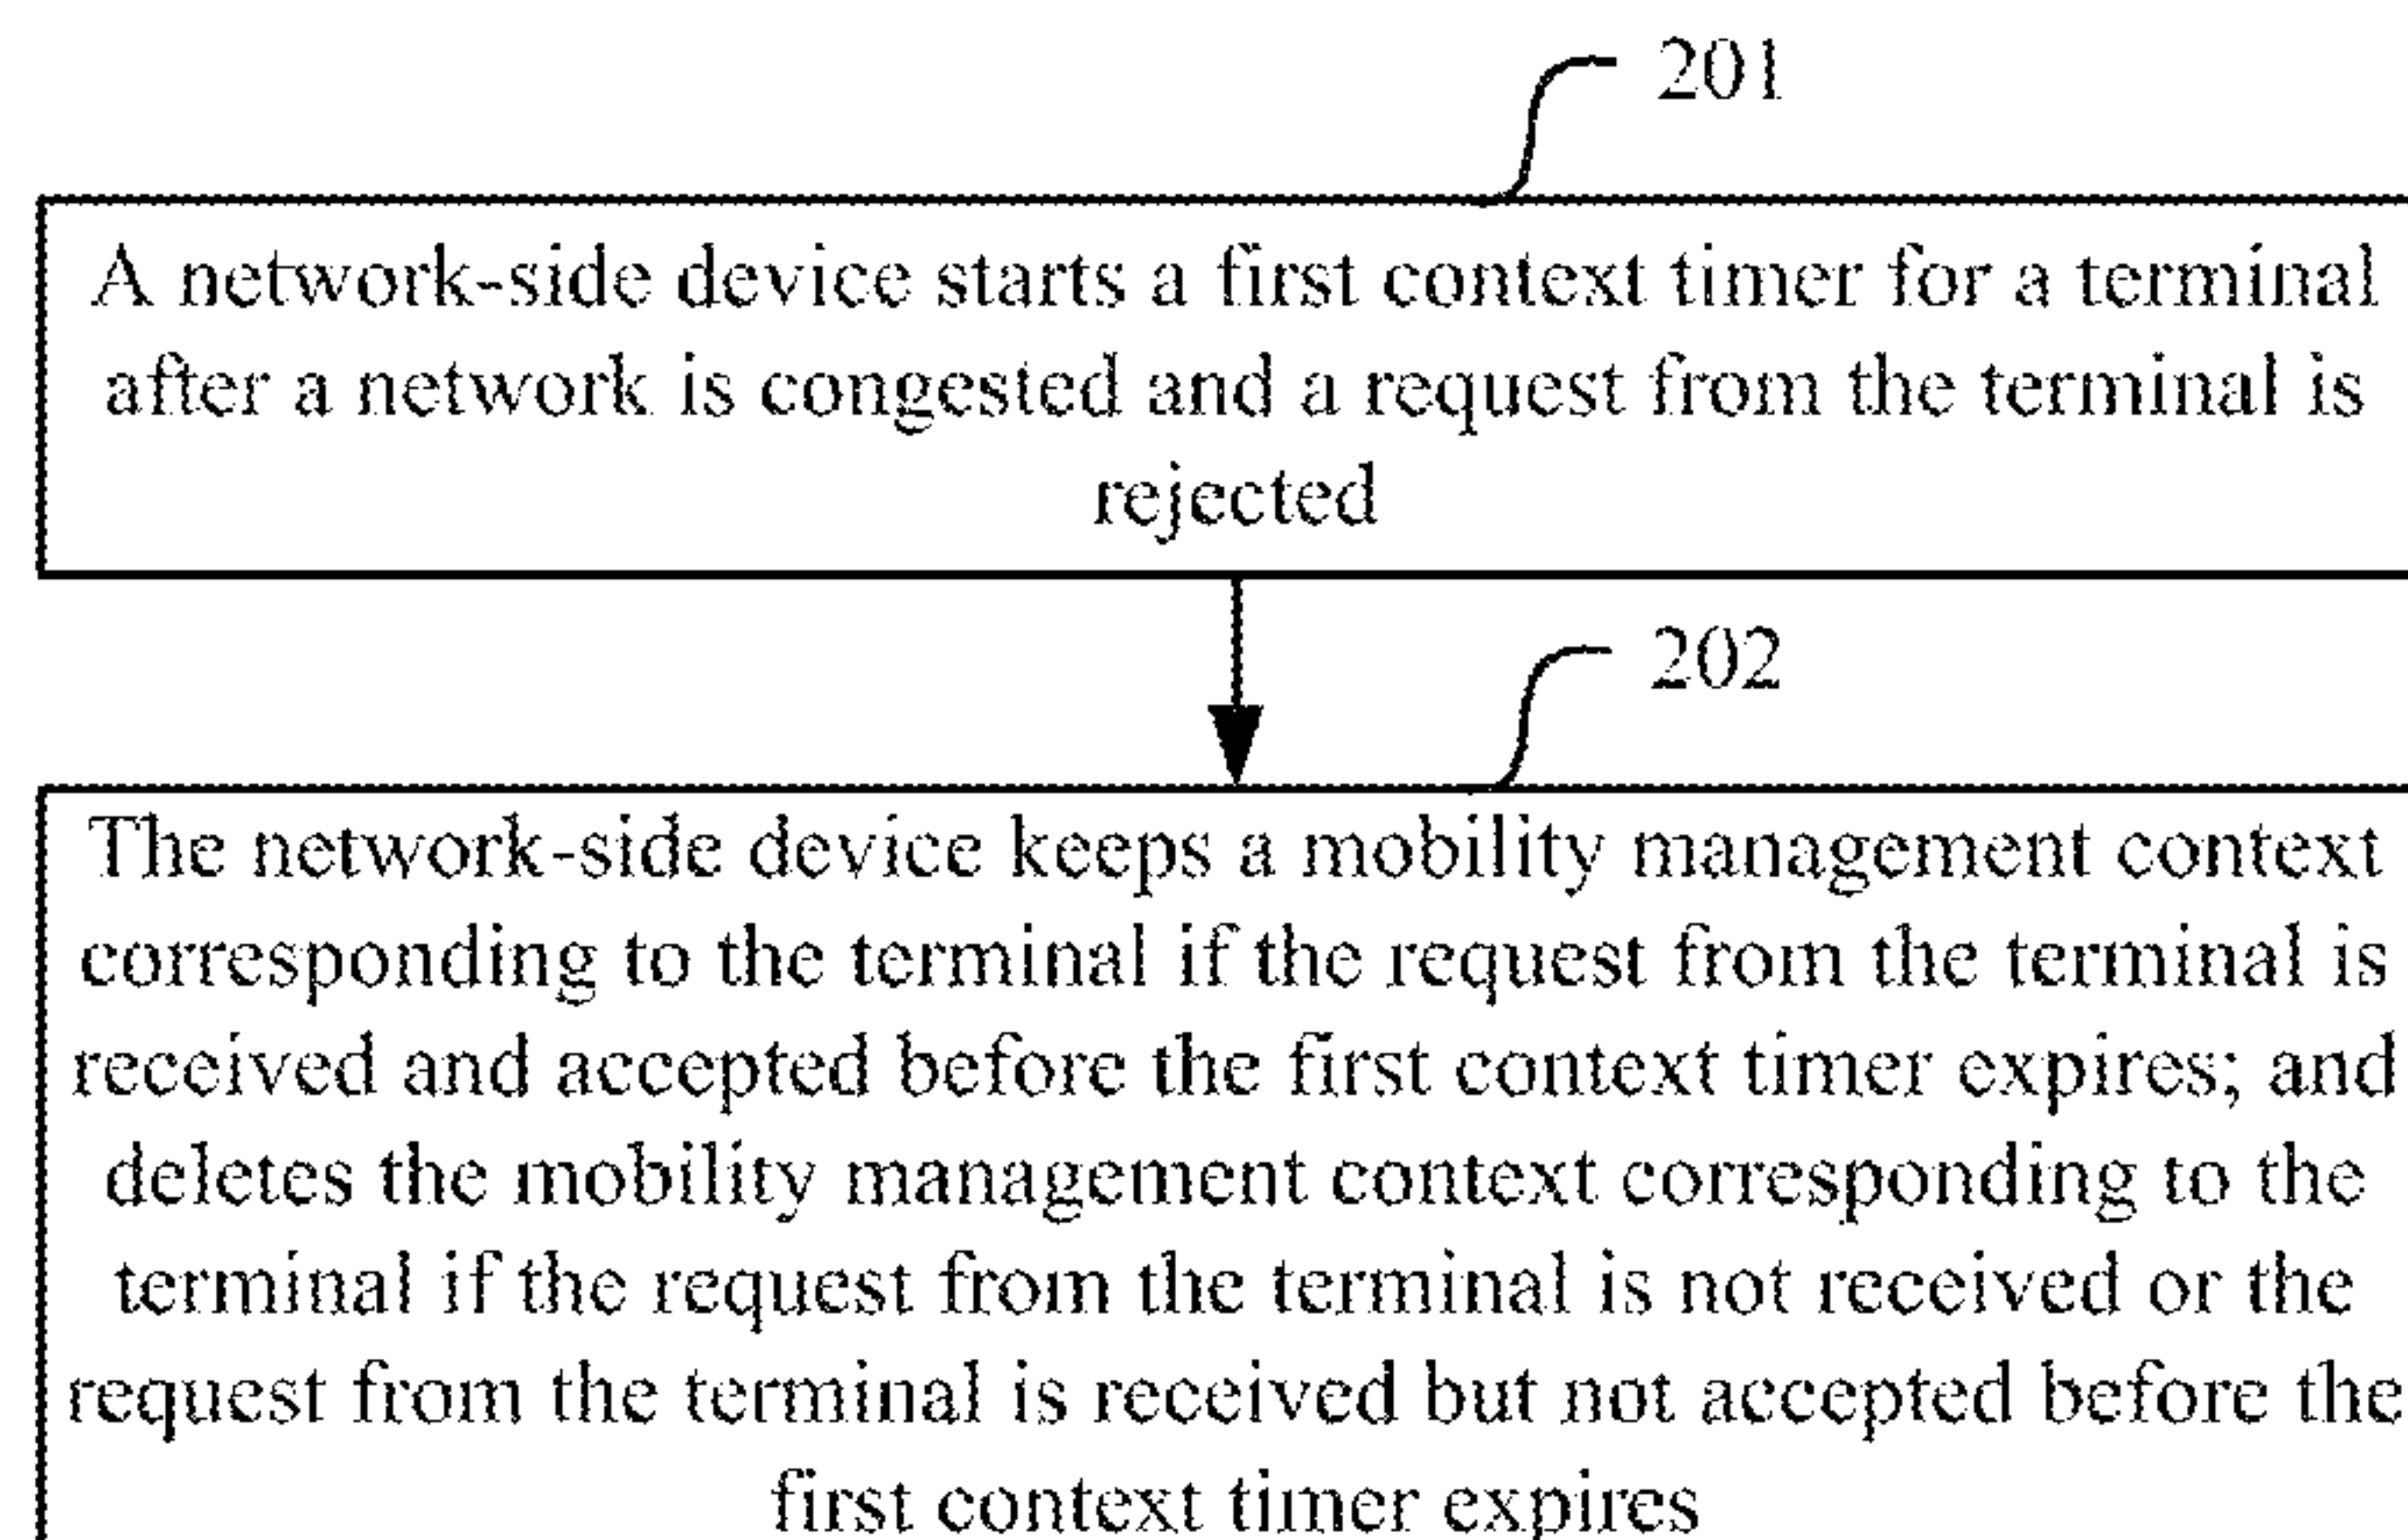 201
A network-side device starts a first context timer for a terminal
after a network is congested and a request from the terminal is
rejected
202
The network-side device keeps a mobility management context
corresponding to the terminal if the request from the terminal is
received and accepted before the first context timer expires; and
deletes the mobility management context corresponding to the
terminal if the request from the terminal is not received or the
request from the terminal is received but not accepted before the
first context timer expires